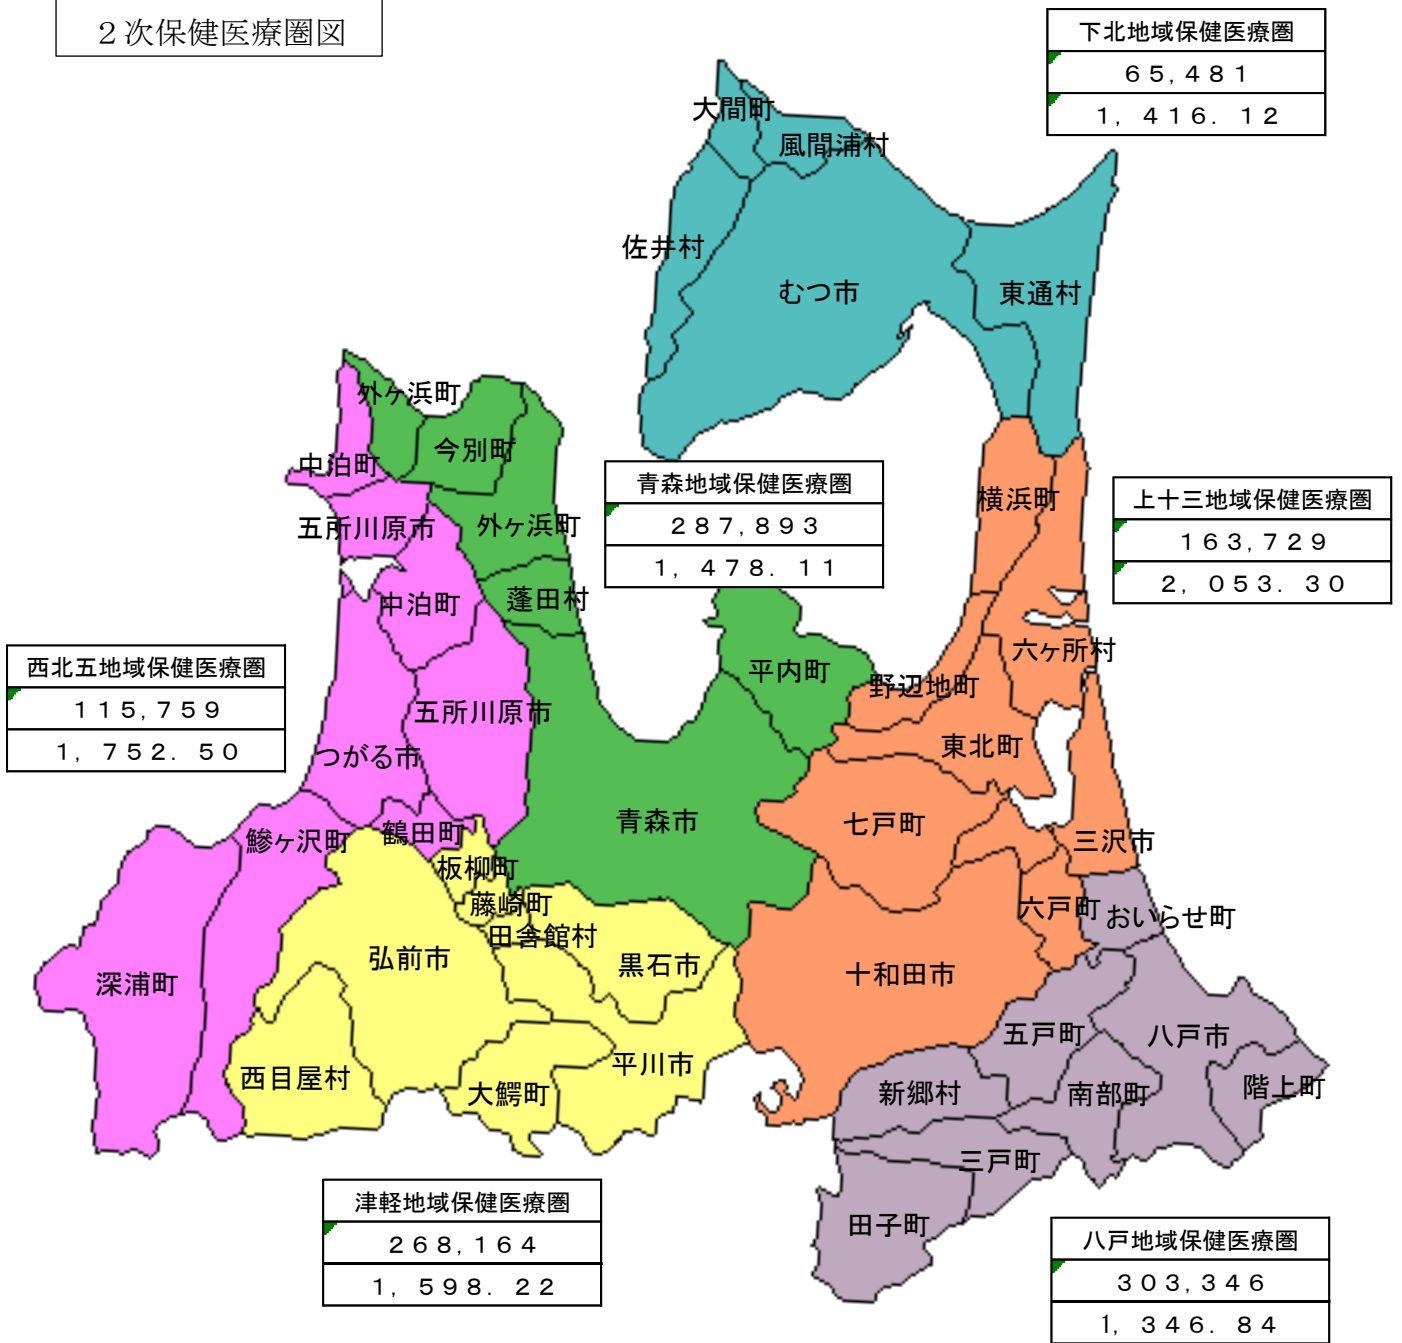 ２次保健医療圏図
下北地域保健医療圏
６５，４８１
１，４１６．１２
大間町
風間浦村
佐井村
むつ市
東通村
外ヶ浜町
今別町
中泊町
青森地域保健医療圏
２８７，８９３
１，４７８．１１
横浜町
上十三地域保健医療圏
１６３，７２９
２，０５３．３０
五所川原市
外ヶ浜町
中泊町
蓬田村
西北五地域保健医療圏
１１５，７５９
１，７５２．５０
平内町
六ヶ所村
野辺地町
五所川原市
つがる市
東北町
青森市
七戸町
三沢市
鰺ヶ沢町
鶴田町
板柳町
藤崎町
田舎館村
六戸町
おいらせ町
弘前市
黒石市
十和田市
深浦町
五戸町
八戸市
西目屋村
大鰐町
平川市
新郷村
南部町
階上町
三戸町
田子町
津軽地域保健医療圏
２６８，１６４
１，５９８．２２
八戸地域保健医療圏
３０３，３４６
１，３４６．８４